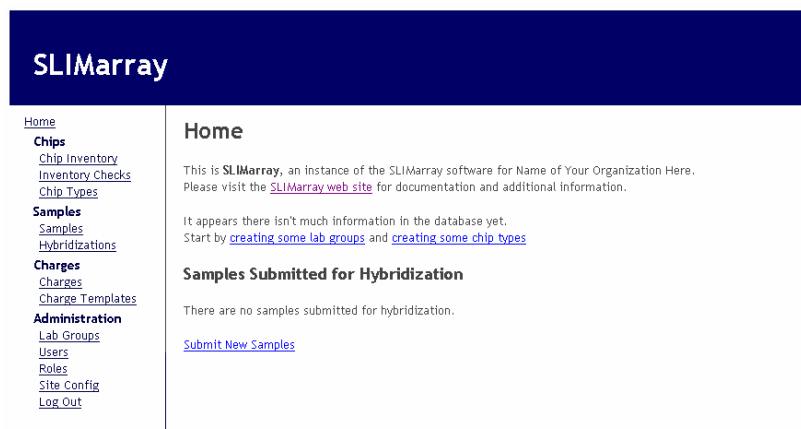 SLIMarray
Home
Chips
Chip Inventory
Inventory Checks
Chip Types
Samples
Samples
Hybridizations
Charges
Charges
Charge Templates
Administration
Lab Groups
Users
Roles
Site Config
Log Out
Home
This is SLIMarray, an instance of the SLIMarray software for Name of Your Organization Here.
Please visit the SLIMarray web site for documentation and additional information.
It appears there isn't much information in the database yet.
Start by creating some lab groups and creating some chip types
Samples Submitted for Hybridization
There are no samples submitted for hybridization.
Submit New Samples